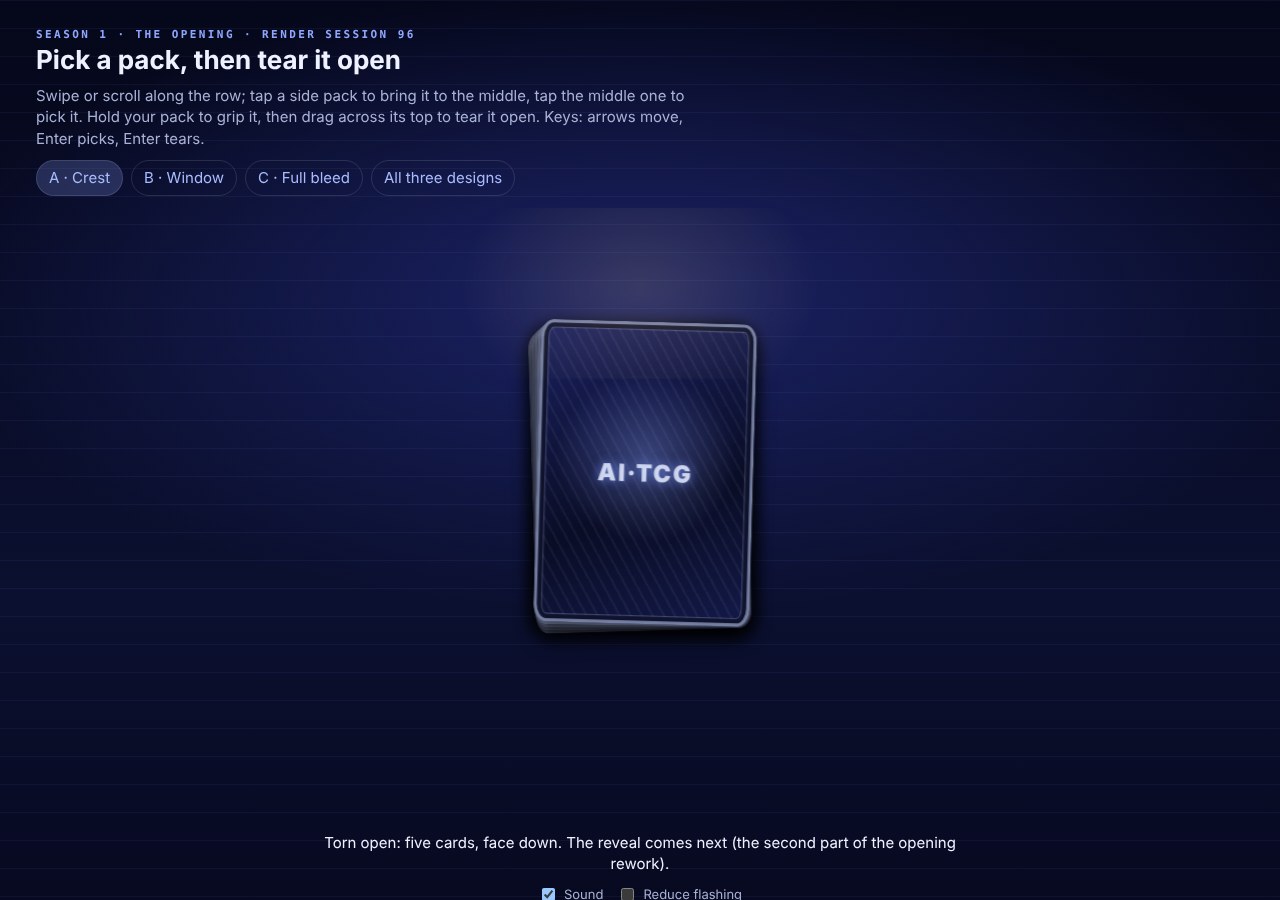 SEASON 1 · THE OPENING · RENDER SESSION 96
Pick a pack, then tear it open
Swipe or scroll along the row; tap a side pack to bring it to the middle, tap the middle one to
pick it. Hold your pack to grip it, then drag across its top to tear it open. Keys: arrows move,
Enter picks, Enter tears.
A · Crest
B · Window
C · Full bleed
All three designs
AI·TCG
Torn open: five cards, face down. The reveal comes next (the second part of the opening
rework).
Sound
Reduce flashing